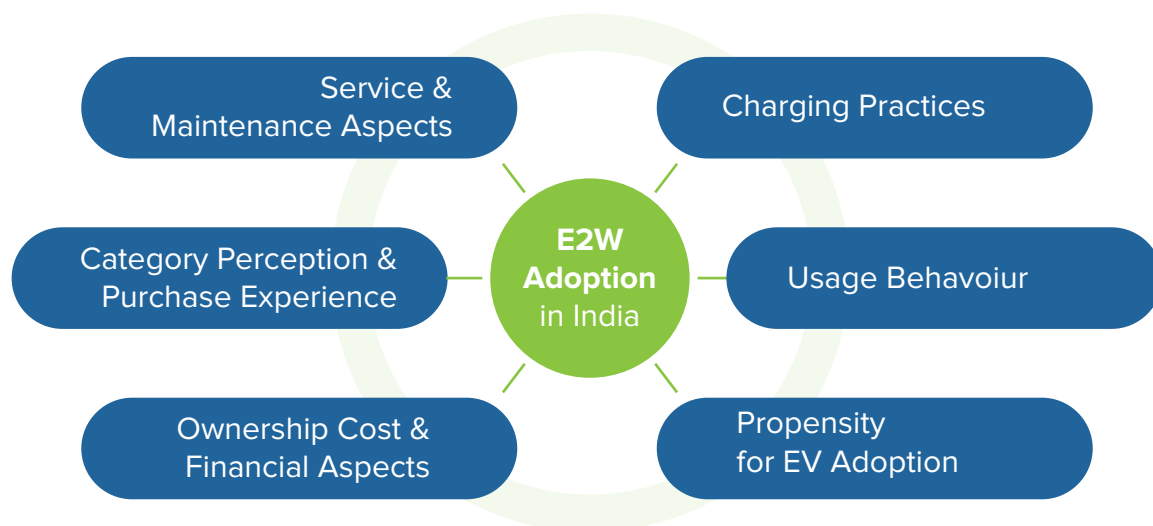 Service &
Maintenance Aspects
Charging Practices
Category Perception &
Purchase Experience
E2W
Adoption
in India
Usage Behavoiur
Ownership Cost &
Financial Aspects
Propensity
for EV Adoption